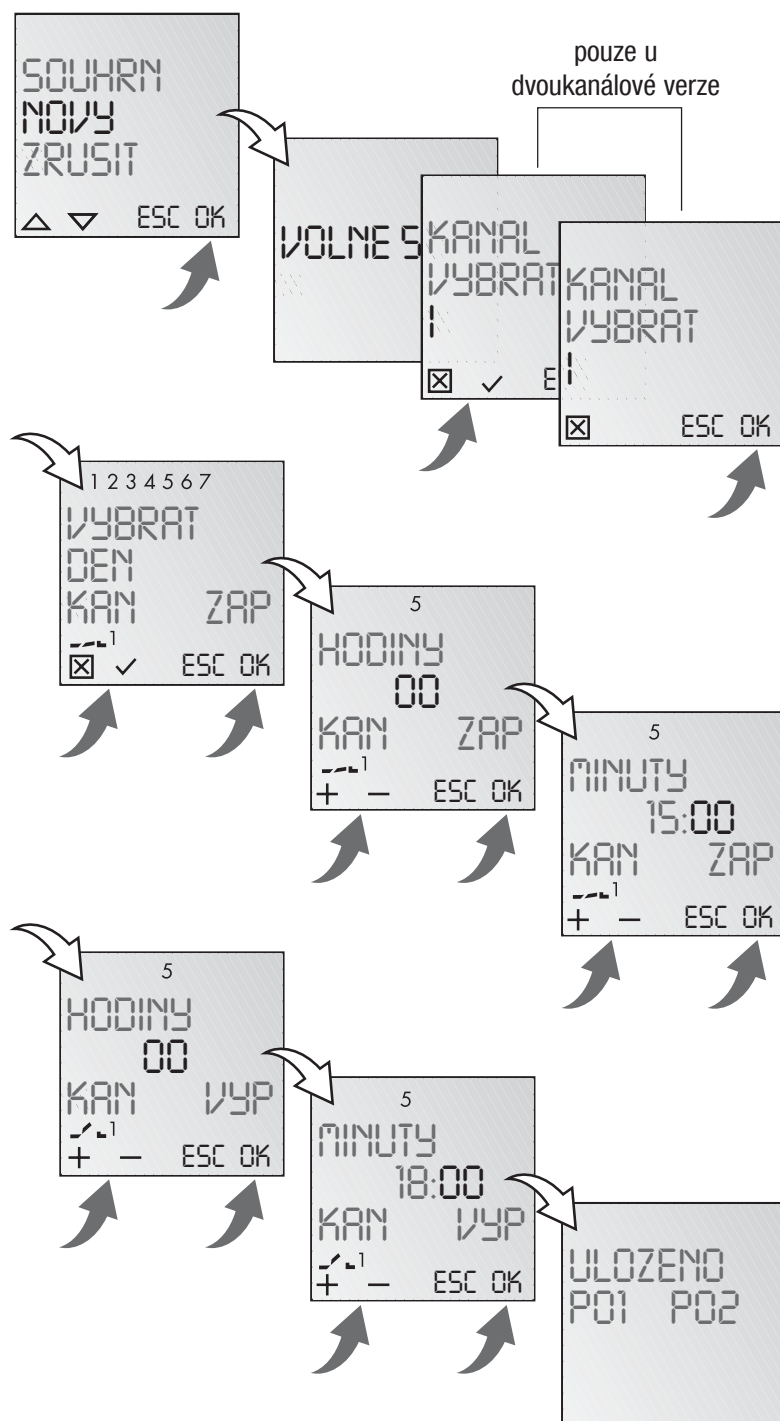 SOUHRN
NOVY
ZRUSIT
ESC OK
pouze u
dvoukanálové verze
VOLNE S
KANAL
VYBRAT
1
E
KANAL
VYBRAT
1
ESC OK
1 2 3 4 5 6 7
VYBRAT
DEN
KAN ZAP
1
ESC OK
5
HODINY
00
KAN ZAP
1
+ − ESC OK
5
MINUTY
15:00
KAN ZAP
1
+ − ESC OK
5
HODINY
00
KAN VYP
1
+ − ESC OK
5
MINUTY
18:00
KAN VYP
1
+ − ESC OK
ULOZENO
P01 P02